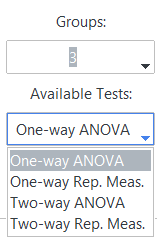 Groups:
3
Available Tests:
One-way ANOVA
One-way ANOVA
One-way Rep. Meas.
Two-way ANOVA
Two-way Rep. Meas.